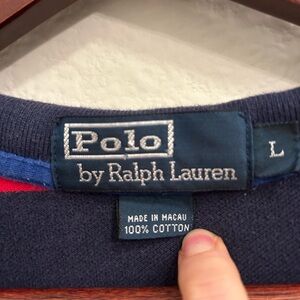 Polo
by Ralph Lauren
L
MADE IN MACAU
100% COTTON